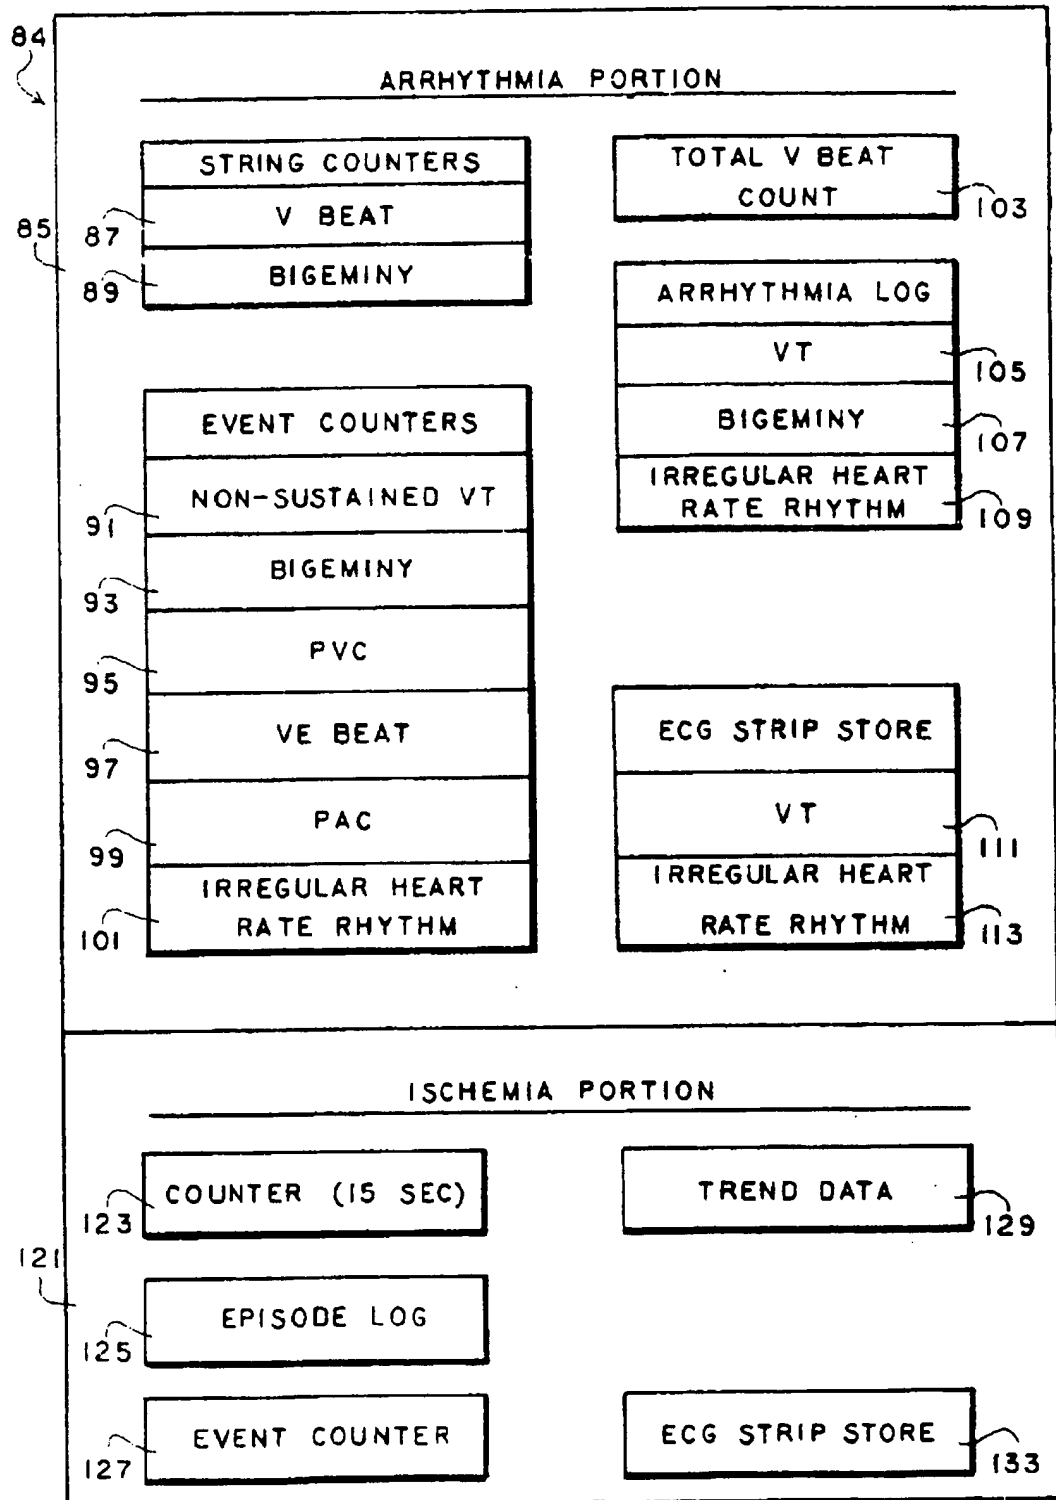 84
ARRHYTHMIA PORTION
85
STRING COUNTERS
V BEAT
87
BIGEMINY
89
EVENT COUNTERS
NON-SUSTAINED VT
91
BIGEMINY
93
PVC
95
VE BEAT
97
PAC
99
IRREGULAR HEART
RATE RHYTHM
101
TOTAL V BEAT
COUNT
103
ARRHYTHMIA LOG
VT
105
BIGEMINY
107
IRREGULAR HEART
RATE RHYTHM
109
ECG STRIP STORE
VT
111
IRREGULAR HEART
RATE RHYTHM
113
ISCHEMIA PORTION
121
COUNTER (15 SEC)
123
EPISODE LOG
125
EVENT COUNTER
127
TREND DATA
129
ECG STRIP STORE
133